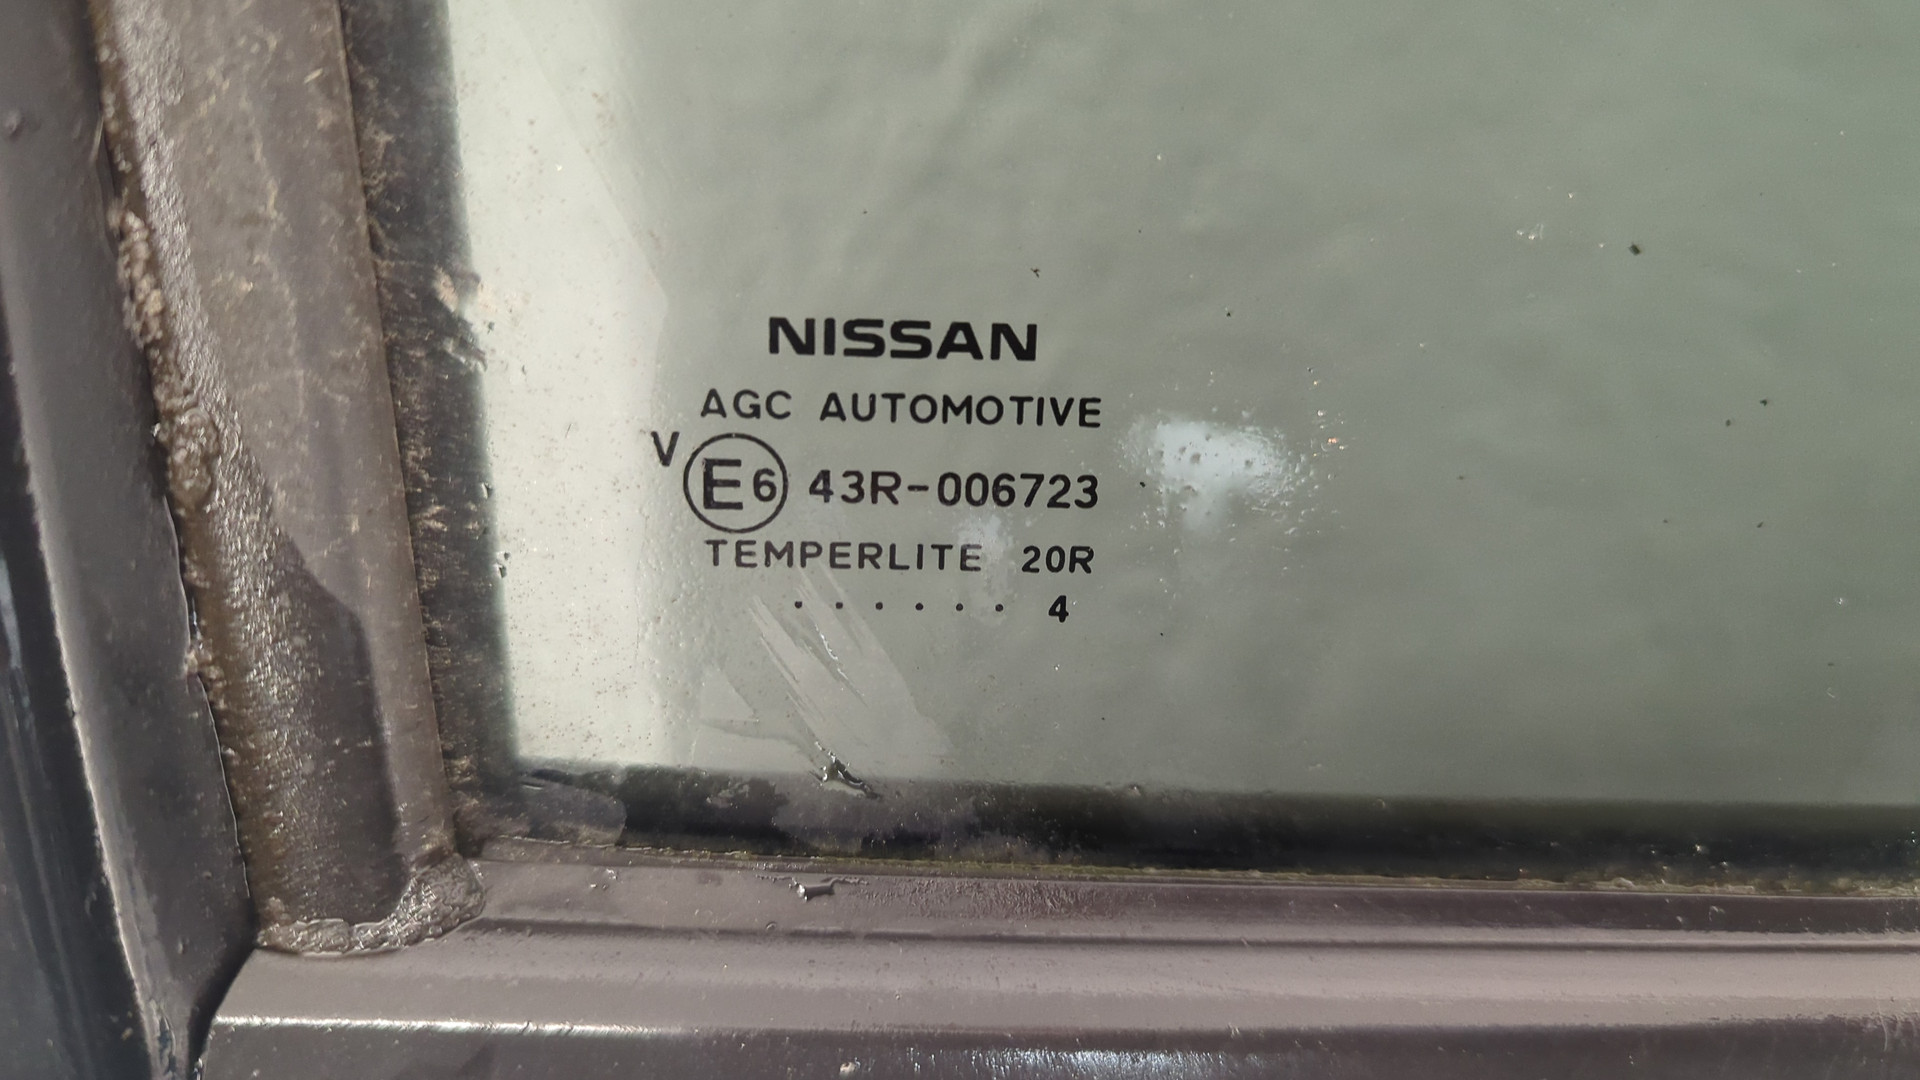 NISSAN
AGC AUTOMOTIVE
V E6 43R-006723
TEMPERLITE 20R
· · · · · · 4